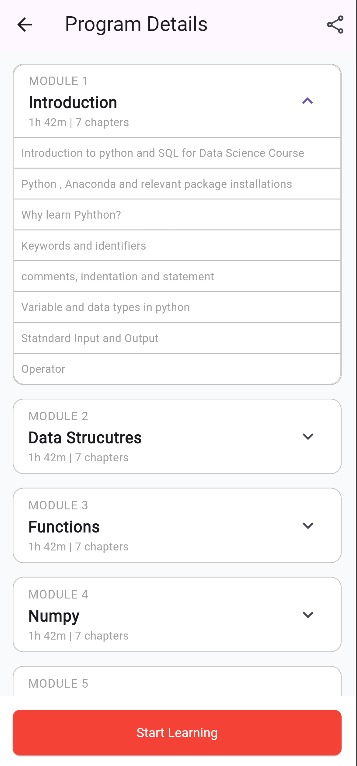 Program Details
MODULE 1
Introduction
1h 42m | 7 chapters
Introduction to python and SQL for Data Science Course
Python , Anaconda and relevant package installations
Why learn Pyhthon?
Keywords and identifiers
comments, indentation and statement
Variable and data types in python
Statndard Input and Output
Operator
MODULE 2
Data Strucutres
1h 42m | 7 chapters
MODULE 3
Functions
1h 42m | 7 chapters
MODULE 4
Numpy
1h 42m | 7 chapters
MODULE 5
Start Learning